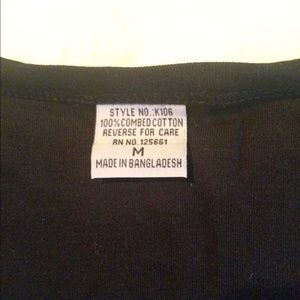 STYLE NO.:K106
100%COMBED COTTON
REVERSE FOR CARE
RN NO.125661
M
MADE IN BANGLADESH